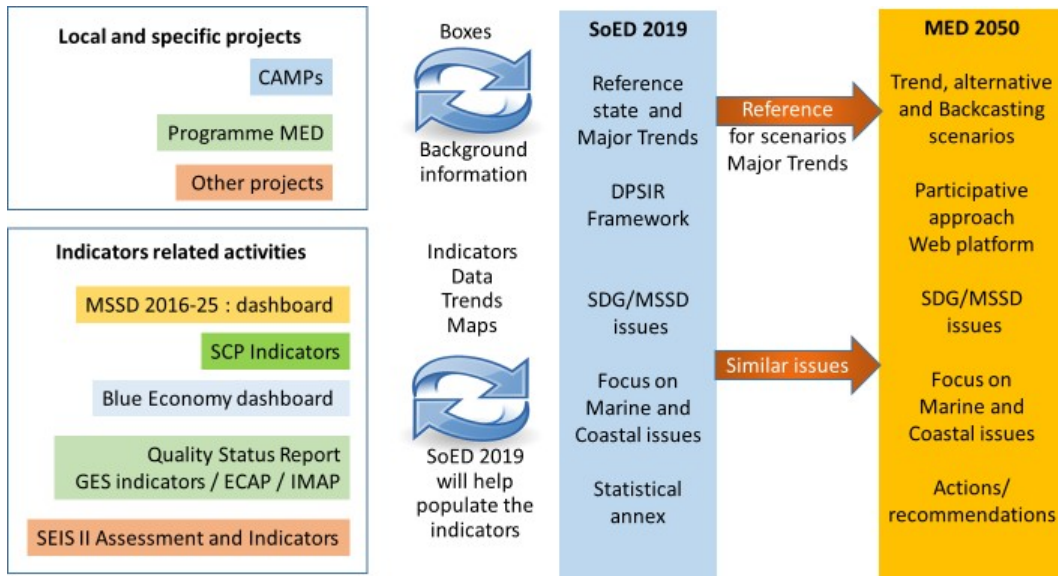 Local and specific projects
CAMPs
Programme MED
Other projects
Indicators related activities
MSSD 2016-25 : dashboard
SCP Indicators
Blue Economy dashboard
Quality Status Report
GES indicators / ECAP / IMAP
SEIS II Assessment and Indicators
Boxes
Background
information
Indicators
Data
Trends
Maps
SoED 2019
will help
populate the
indicators
SoED 2019
Reference
state and
Major Trends
DPSIR
Framework
SDG/MSSD
issues
Focus on
Marine and
Coastal issues
Statistical
annex
Reference
for scenarios
Major Trends
Similar issues
MED 2050
Trend, alternative
and Backcasting
scenarios
Participative
approach
Web platform
SDG/MSSD
issues
Focus on
Marine and
Coastal issues
Actions/
recommendations